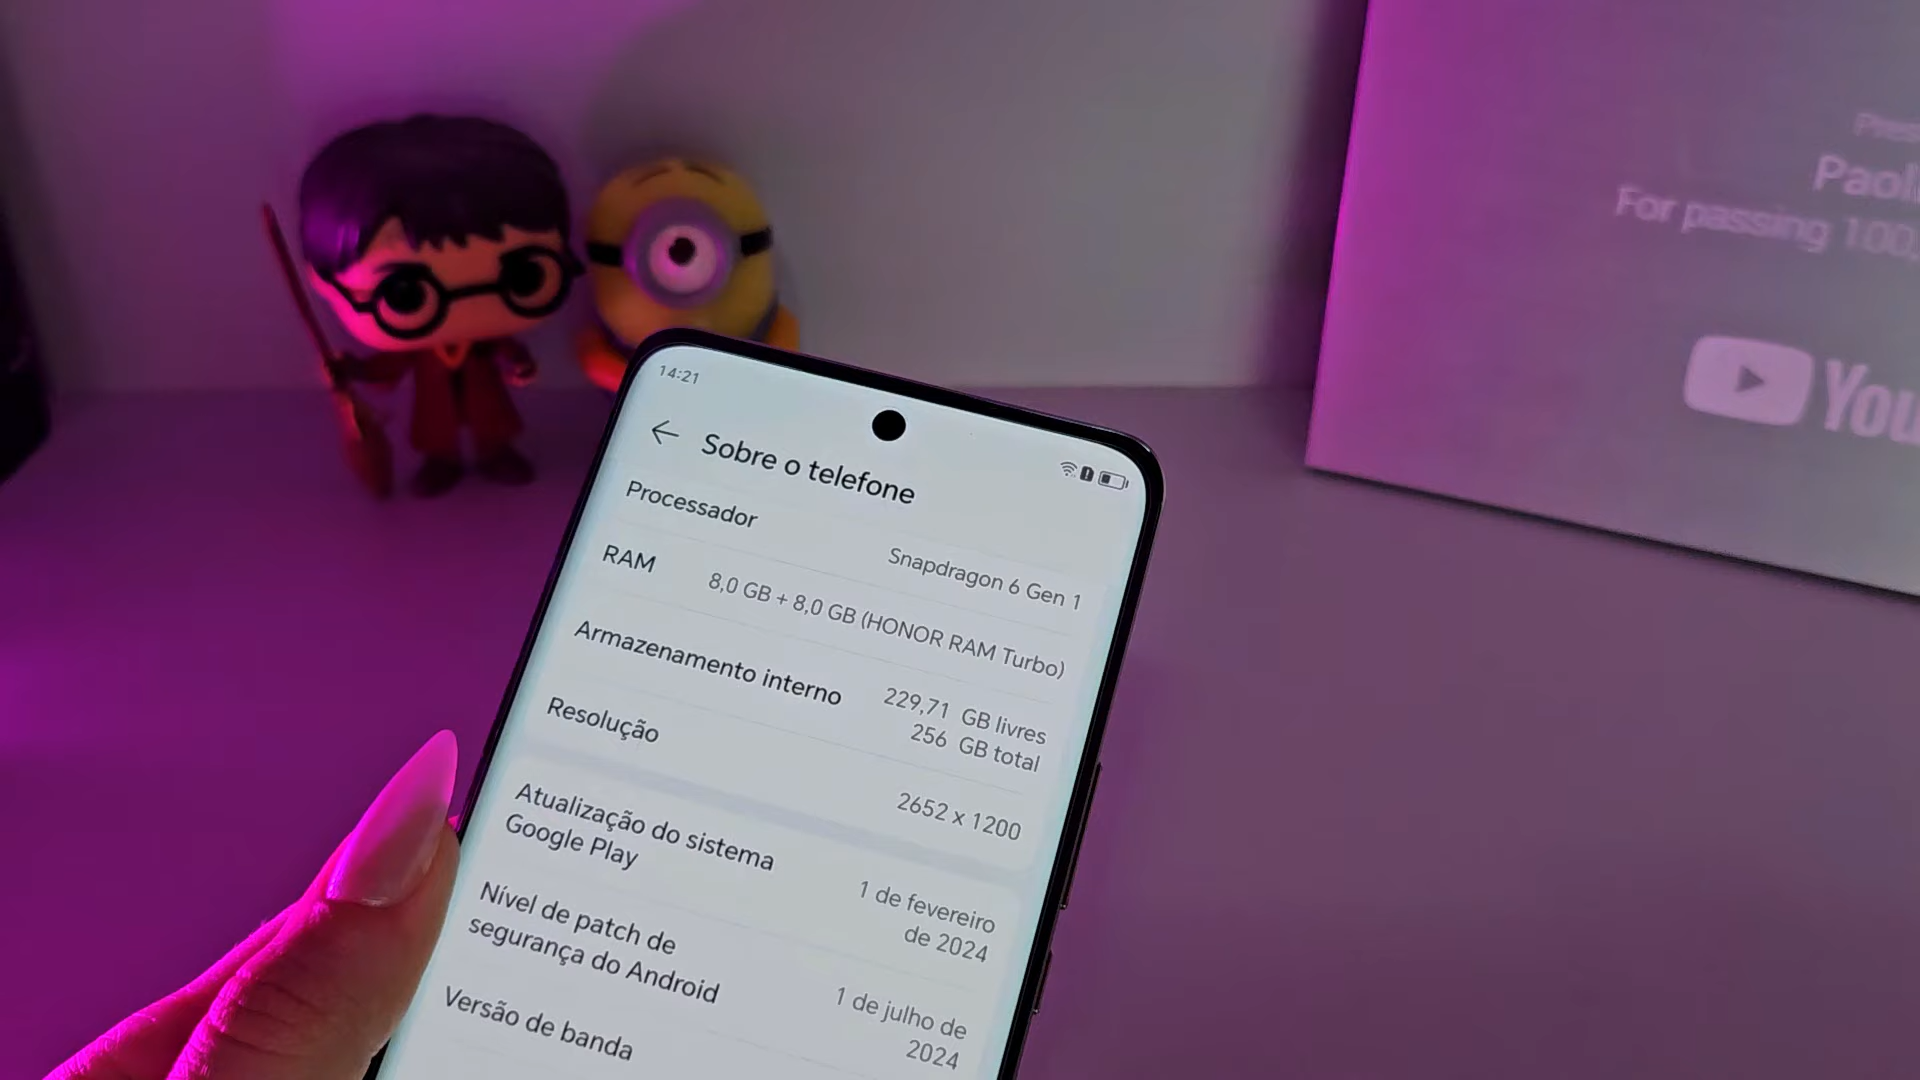 For passing 100,
14:21
Sobre o telefone
Processador
Snapdragon 6 Gen 1
RAM
8,0 GB + 8,0 GB (HONOR RAM Turbo)
Armazenamento interno
229,71 GB livres
256 GB total
Resolução
2652 x 1200
Atualização do sistema
Google Play
1 de fevereiro
de 2024
Nível de patch de
segurança do Android
1 de julho de
2024
Versão de banda